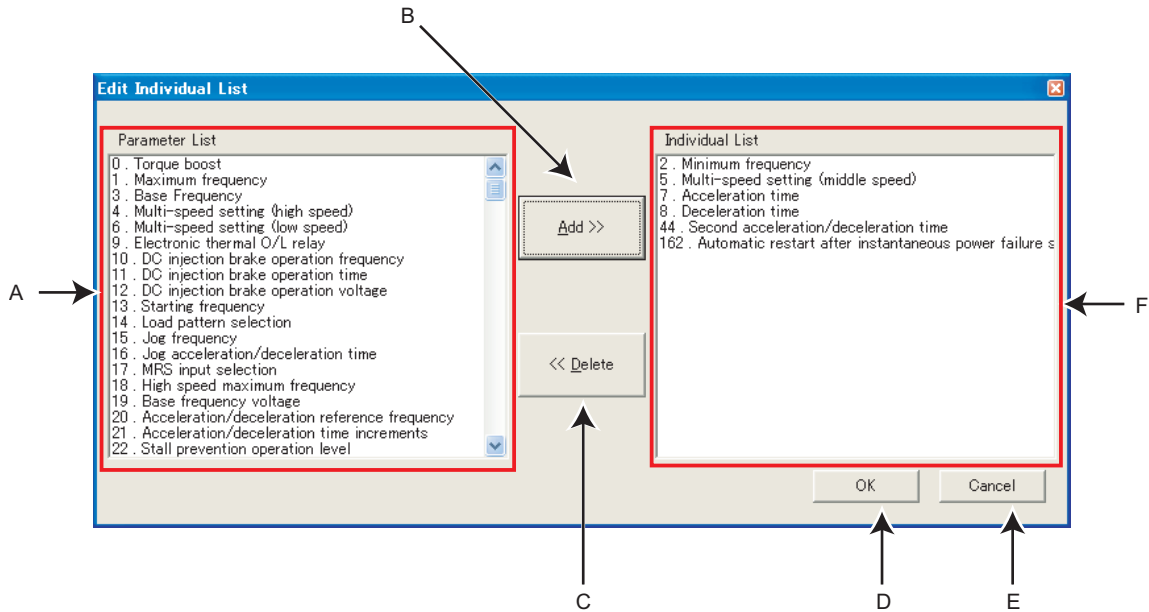 B
Edit Individual List
Parameter List
0 . Torque boost
1 . Maximum frequency
3 . Base Frequency
4 . Multi-speed setting (high speed)
6 . Multi-speed setting (low speed)
9 . Electronic thermal O/L relay
10 . DC injection brake operation frequency
11 . DC injection brake operation time
12 . DC injection brake operation voltage
13 . Starting frequency
14 . Load pattern selection
15 . Jog frequency
16 . Jog acceleration/deceleration time
17 . MRS input selection
18 . High speed maximum frequency
19 . Base frequency voltage
20 . Acceleration/deceleration reference frequency
21 . Acceleration/deceleration time increments
22 . Stall prevention operation level
A
Add >>
<< Delete
Individual List
2 . Minimum frequency
5 . Multi-speed setting (middle speed)
7 . Acceleration time
8 . Deceleration time
44 . Second acceleration/deceleration time
162 . Automatic restart after instantaneous power failure s
F
OK
Cancel
C
D
E